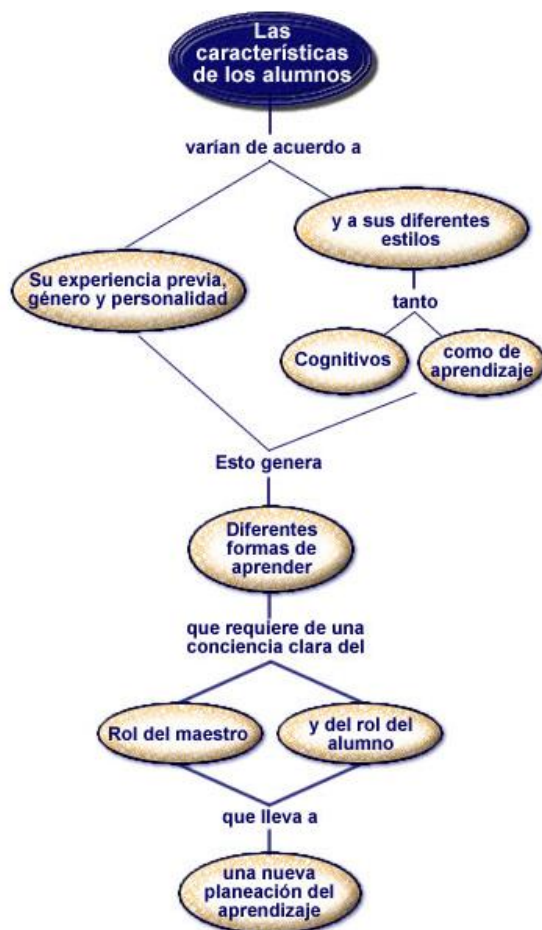 Las
características
de los alumnos
varían de acuerdo a
y a sus diferentes
estilos
Su experiencia previa,
género y personalidad
tanto
Cognitivos
como de
aprendizaje
Esto genera
Diferentes
formas de
aprender
que requiere de una
conciencia clara del
Rol del maestro
y del rol del
alumno
que lleva a
una nueva
planeación del
aprendizaje